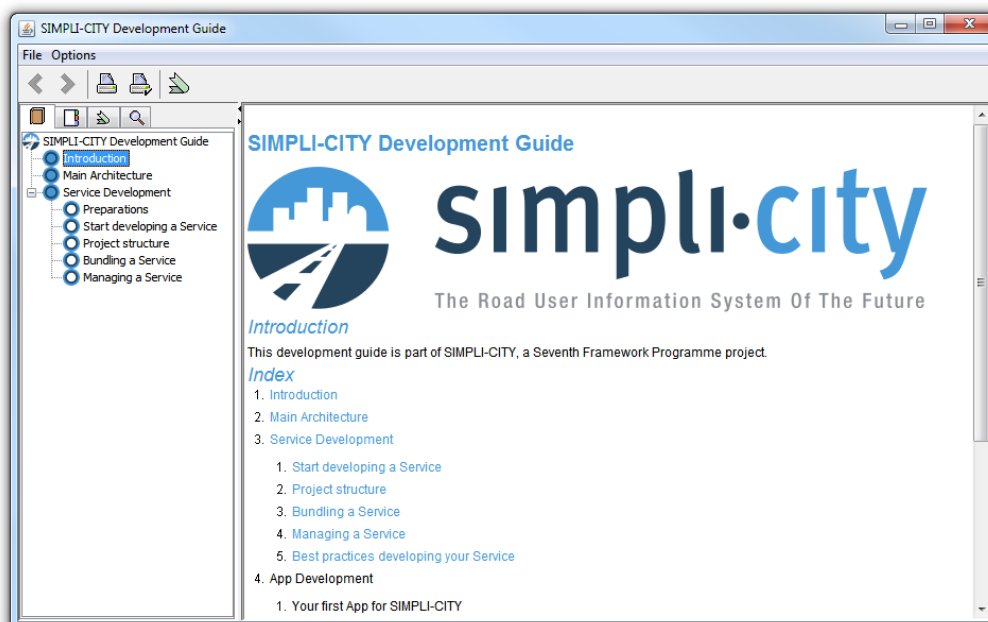 SIMPLI-CITY Development Guide
File Options
SIMPLI-CITY Development Guide
Introduction
Main Architecture
Service Development
Preparations
Start developing a Service
Project structure
Bundling a Service
Managing a Service
SIMPLI-CITY Development Guide
simpli·city
The Road User Information System Of The Future
Introduction
This development guide is part of SIMPLI-CITY, a Seventh Framework Programme project.
Index
1. Introduction
2. Main Architecture
3. Service Development
1. Start developing a Service
2. Project structure
3. Bundling a Service
4. Managing a Service
5. Best practices developing your Service
4. App Development
1. Your first App for SIMPLI-CITY